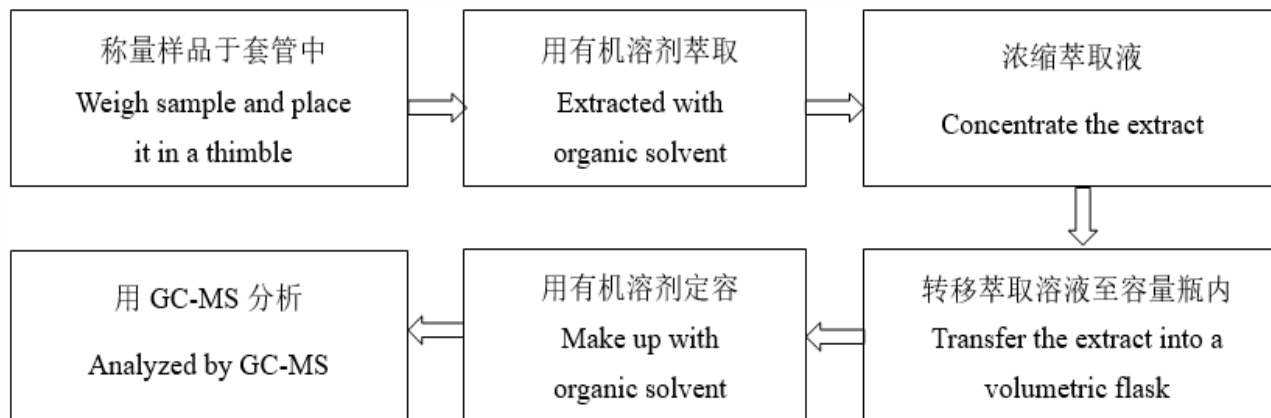 称量样品于套管中
Weigh sample and place
it in a thimble
用有机溶剂萃取
Extracted with
organic solvent
浓缩萃取液
Concentrate the extract
转移萃取溶液至容量瓶内
Transfer the extract into a
volumetric flask
用有机溶剂定容
Make up with
organic solvent
用 GC-MS 分析
Analyzed by GC-MS